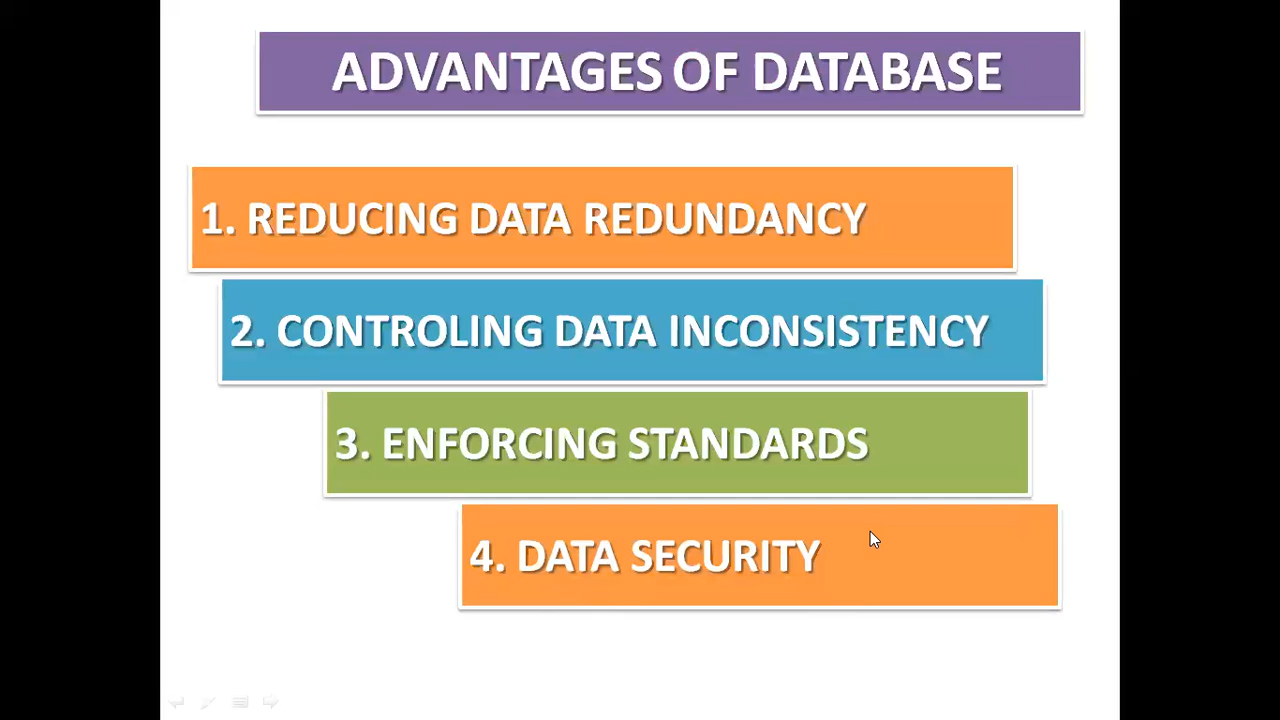 ADVANTAGES OF DATABASE
1. REDUCING DATA REDUNDANCY
2. CONTROLING DATA INCONSISTENCY
3. ENFORCING STANDARDS
4. DATA SECURITY